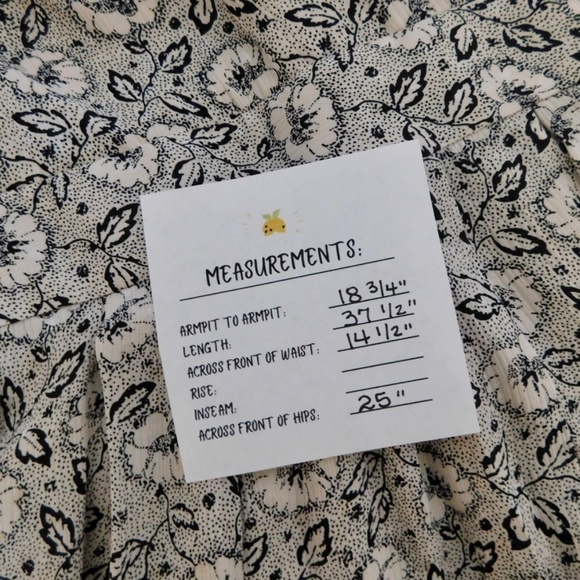 MEASUREMENTS:
ARMPIT TO ARMPIT: 18 3/4"
LENGTH: 37 1/2"
ACROSS FRONT OF WAIST: 14 1/2"
RISE:
INSEAM:
ACROSS FRONT OF HIPS: 25"